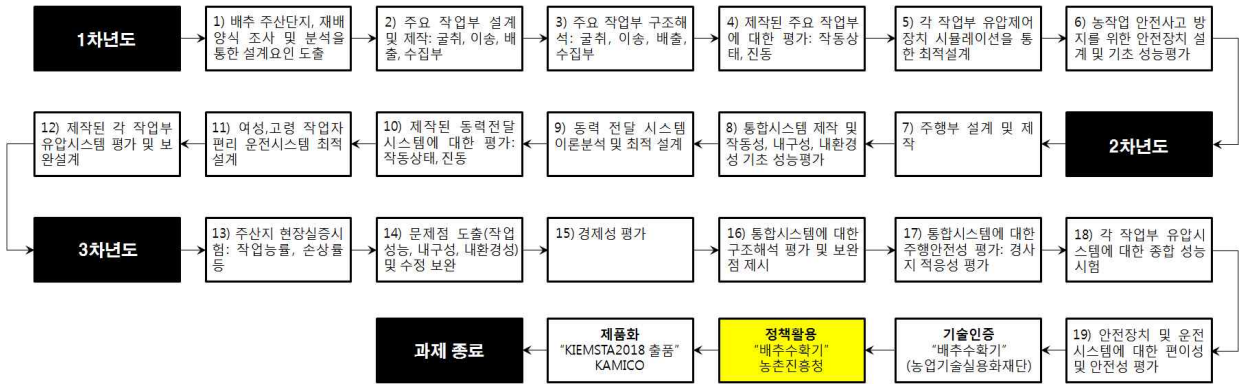 1차년도
1) 배추 주산단지, 재배
양식 조사 및 분석을
통한 설계요인 도출
2) 주요 작업부 설계
및 제작: 굴취, 이송, 배
출, 수집부
3) 주요 작업부 구조해
석: 굴취, 이송, 배출,
수집부
4) 제작된 주요 작업부
에 대한 평가: 작동상
태, 진동
5) 각 작업부 유압제어
장치 시뮬레이션을 통
한 최적설계
6) 농작업 안전사고 방
지를 위한 안전장치 설
계 및 기초 성능평가
2차년도
7) 주행부 설계 및 제
작
8) 통합시스템 제작 및
작동성, 내구성, 내환경
성 기초 성능평가
9) 동력 전달 시스템
이론분석 및 최적 설계
10) 제작된 동력전달
시스템에 대한 평가:
작동상태, 진동
11) 여성,고령 작업자
편리 운전시스템 최적
설계
12) 제작된 각 작업부
유압시스템 평가 및 보
완설계
3차년도
13) 주산지 현장실증시
험: 작업능률, 손상률
등
14) 문제점 도출(작업
성능, 내구성, 내환경성)
및 수정 보완
15) 경제성 평가
16) 통합시스템에 대한
구조해석 평가 및 보완
점 제시
17) 통합시스템에 대한
주행안전성 평가: 경사
지 적응성 평가
18) 각 작업부 유압시
스템에 대한 종합 성능
시험
19) 안전장치 및 운전
시스템에 대한 편이성
및 안전성 평가
기술인증
"배추수확기"
(농업기술실용화재단)
정책활용
"배추수확기"
농촌진흥청
제품화
"KIEMSTA2018 출품"
KAMICO
과제 종료